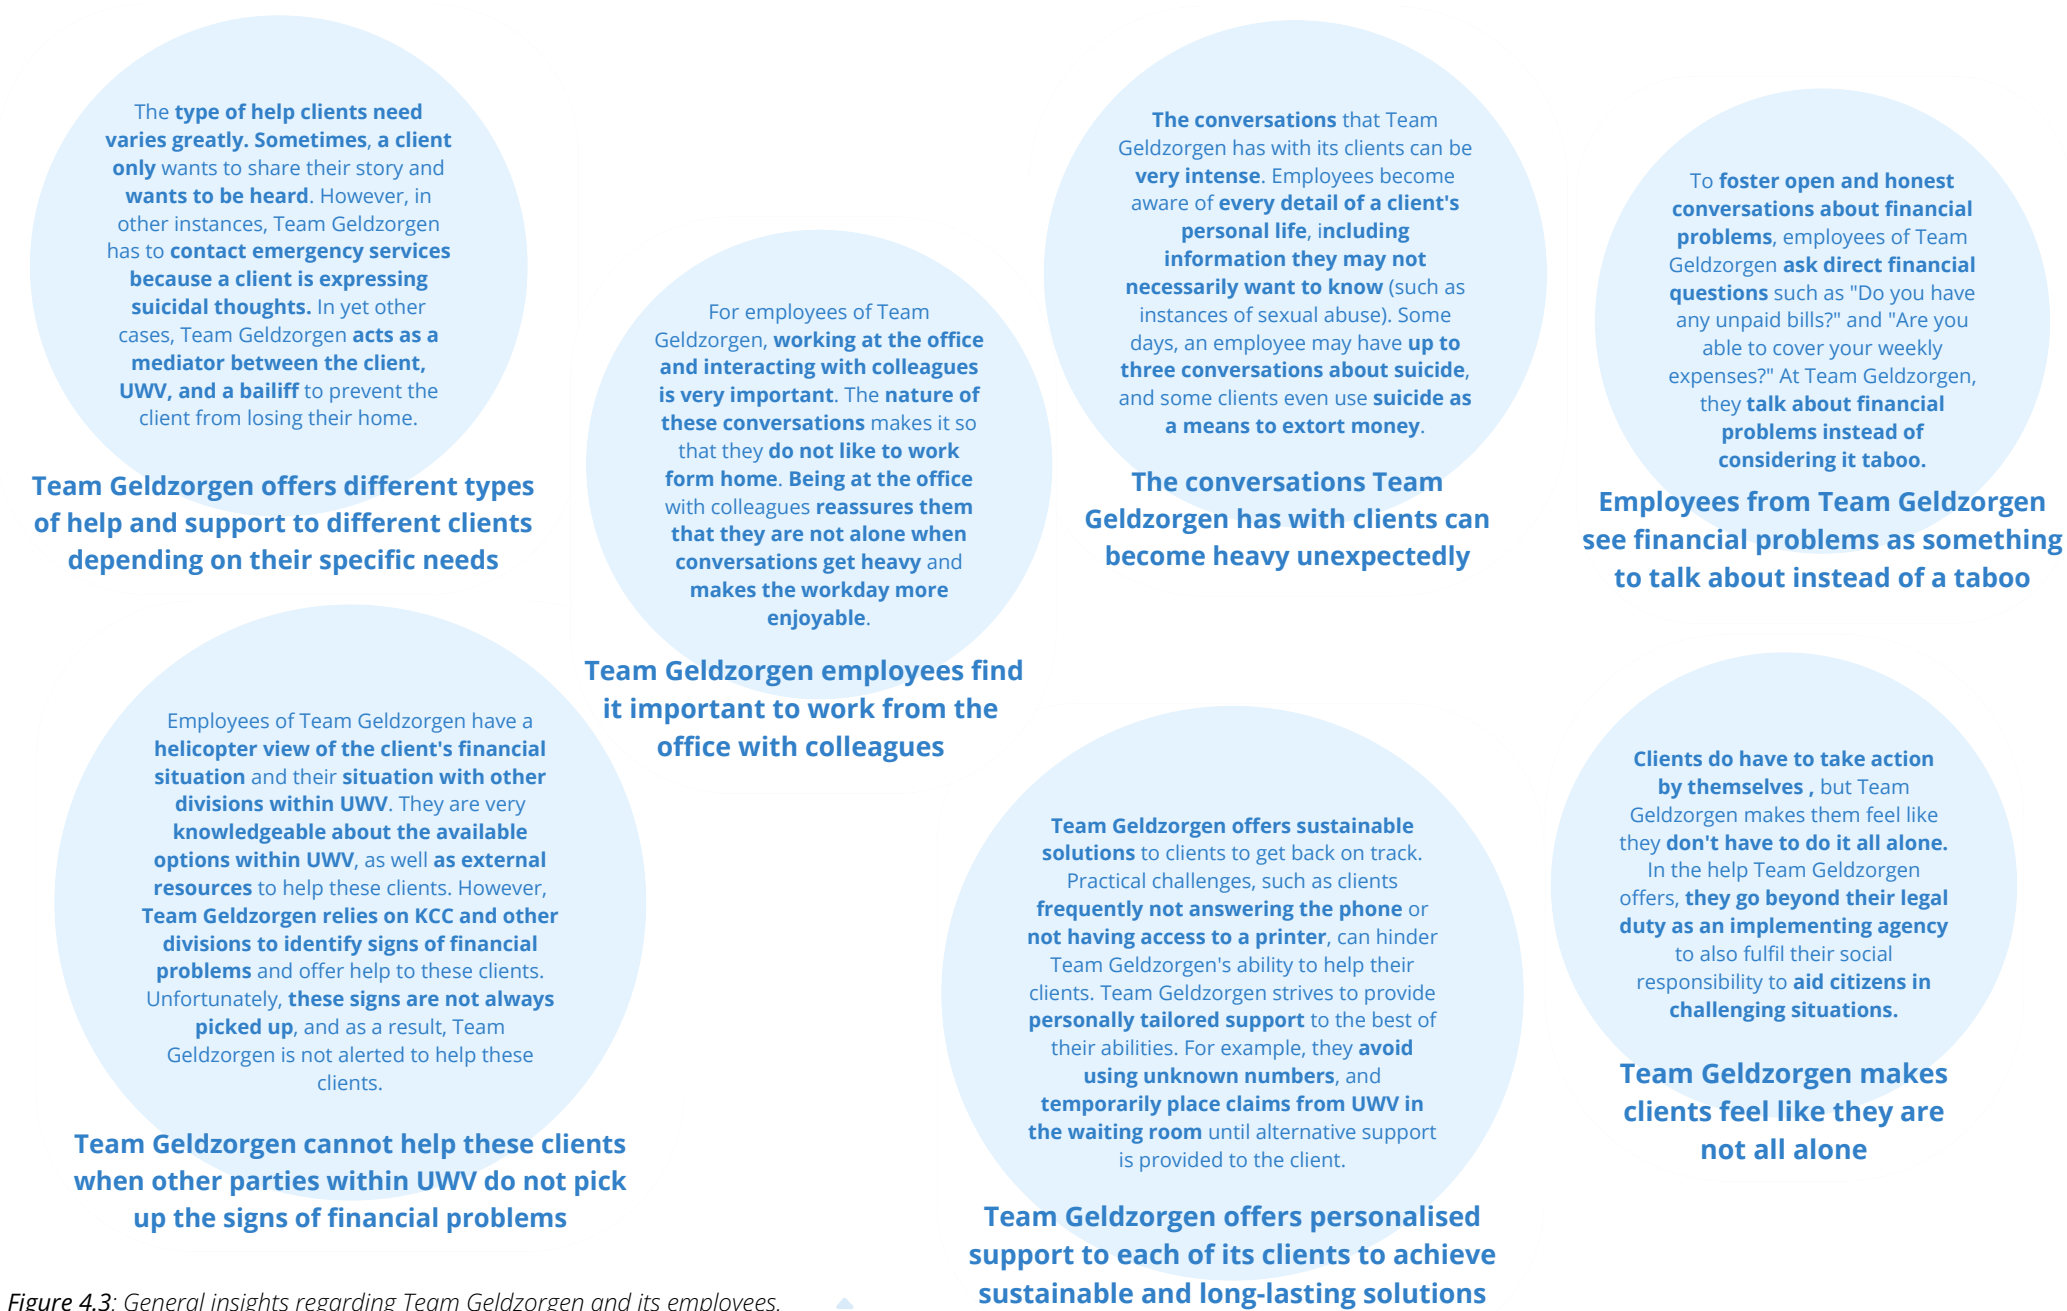 The type of help clients need
varies greatly. Sometimes, a client
only wants to share their story and
wants to be heard. However, in
other instances, Team Geldzorgen
has to contact emergency services
because a client is expressing
suicidal thoughts. In yet other
cases, Team Geldzorgen acts as a
mediator between the client,
UWV, and a bailiff to prevent the
client from losing their home.
Team Geldzorgen offers different types
of help and support to different clients
depending on their specific needs
For employees of Team
Geldzorgen, working at the office
and interacting with colleagues
is very important. The nature of
these conversations makes it so
that they do not like to work
form home. Being at the office
with colleagues reassures them
that they are not alone when
conversations get heavy and
makes the workday more
enjoyable.
Team Geldzorgen employees find
it important to work from the
office with colleagues
The conversations that Team
Geldzorgen has with its clients can be
very intense. Employees become
aware of every detail of a client's
personal life, including
information they may not
necessarily want to know (such as
instances of sexual abuse). Some
days, an employee may have up to
three conversations about suicide,
and some clients even use suicide as
a means to extort money.
The conversations Team
Geldzorgen has with clients can
become heavy unexpectedly
To foster open and honest
conversations about financial
problems, employees of Team
Geldzorgen ask direct financial
questions such as "Do you have
any unpaid bills?" and "Are you
able to cover your weekly
expenses?" At Team Geldzorgen,
they talk about financial
problems instead of
considering it taboo.
Employees from Team Geldzorgen
see financial problems as something
to talk about instead of a taboo
Employees of Team Geldzorgen have a
helicopter view of the client's financial
situation and their situation with other
divisions within UWV. They are very
knowledgeable about the available
options within UWV, as well as external
resources to help these clients. However,
Team Geldzorgen relies on KCC and other
divisions to identify signs of financial
problems and offer help to these clients.
Unfortunately, these signs are not always
picked up, and as a result, Team
Geldzorgen is not alerted to help these
clients.
Team Geldzorgen cannot help these clients
when other parties within UWV do not pick
up the signs of financial problems
Team Geldzorgen offers sustainable
solutions to clients to get back on track.
Practical challenges, such as clients
frequently not answering the phone or
not having access to a printer, can hinder
Team Geldzorgen's ability to help their
clients. Team Geldzorgen strives to provide
personally tailored support to the best of
their abilities. For example, they avoid
using unknown numbers, and
temporarily place claims from UWV in
the waiting room until alternative support
is provided to the client.
Team Geldzorgen offers personalised
support to each of its clients to achieve
sustainable and long-lasting solutions
Clients do have to take action
by themselves , but Team
Geldzorgen makes them feel like
they don't have to do it all alone.
In the help Team Geldzorgen
offers, they go beyond their legal
duty as an implementing agency
to also fulfil their social
responsibility to aid citizens in
challenging situations.
Team Geldzorgen makes
clients feel like they are
not all alone
Figure 4.3: General insights regarding Team Geldzorgen and its employees.